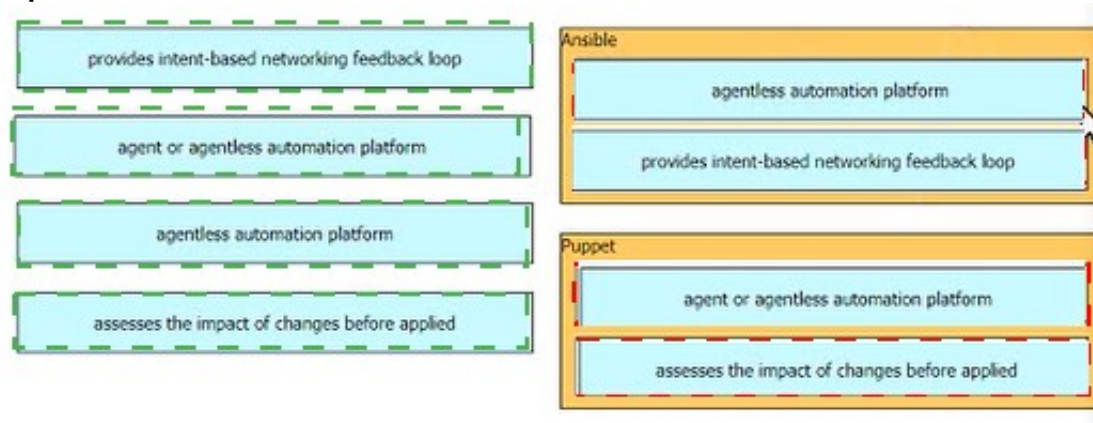 provides intent-based networking feedback loop
agent or agentless automation platform
agentless automation platform
assesses the impact of changes before applied
Ansible
agentless automation platform
provides intent-based networking feedback loop
Puppet
agent or agentless automation platform
assesses the impact of changes before applied